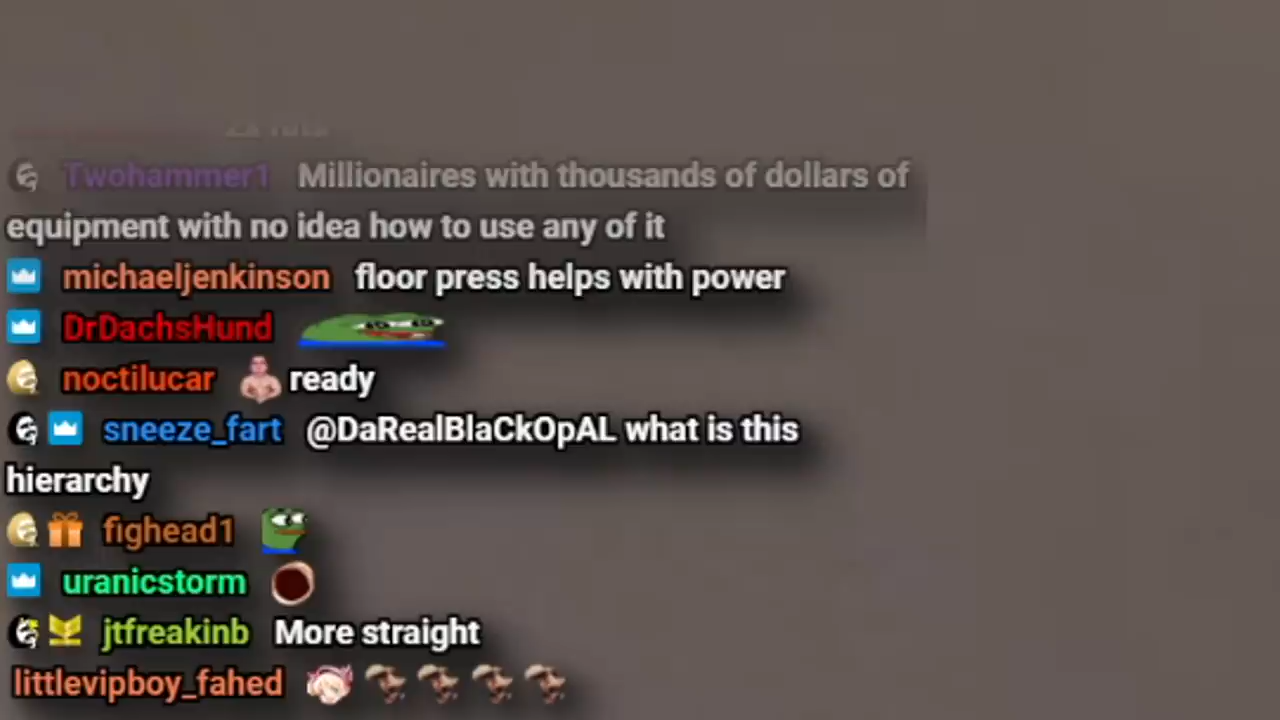 Twohammer1 Millionaires with thousands of dollars of
equipment with no idea how to use any of it
michaeljenkinson floor press helps with power
DrDachsHund
noctilucar ready
sneeze_fart @DaRealBlaCkOpAL what is this
hierarchy
fighead1
uranicstorm
jtfreakinb More straight
littlevipboy_fahed